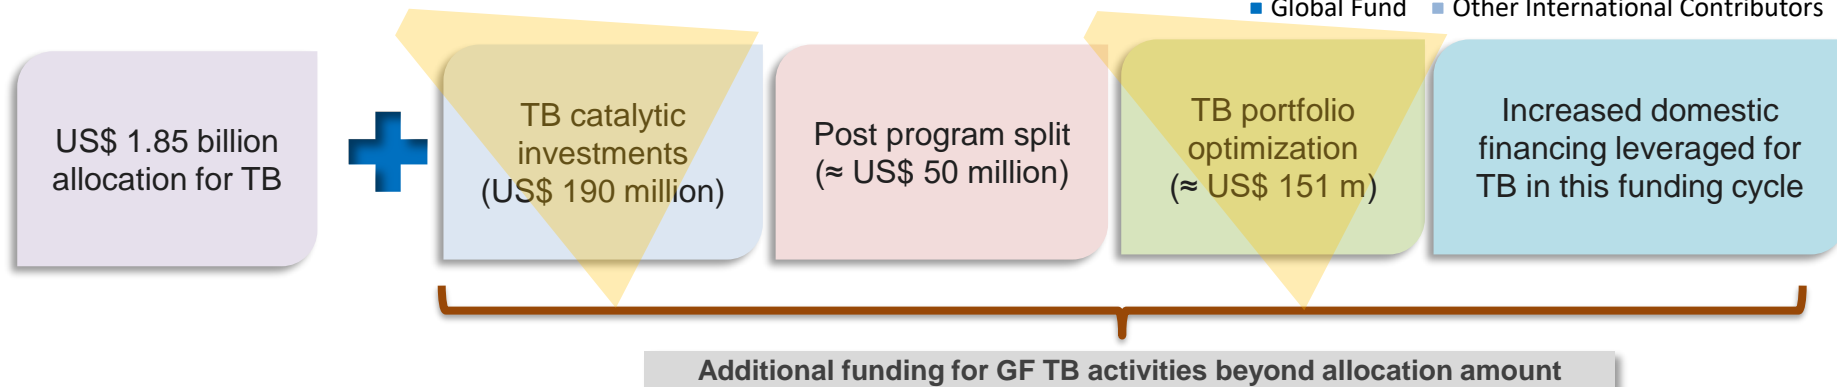 Global Fund Other International Contributors
US$ 1.85 billion
allocation for TB
TB catalytic
investments
(US$ 190 million)
Post program split
(≈ US$ 50 million)
TB portfolio
optimization
(≈ US$ 151 m)
Increased domestic
financing leveraged for
TB in this funding cycle
Additional funding for GF TB activities beyond allocation amount